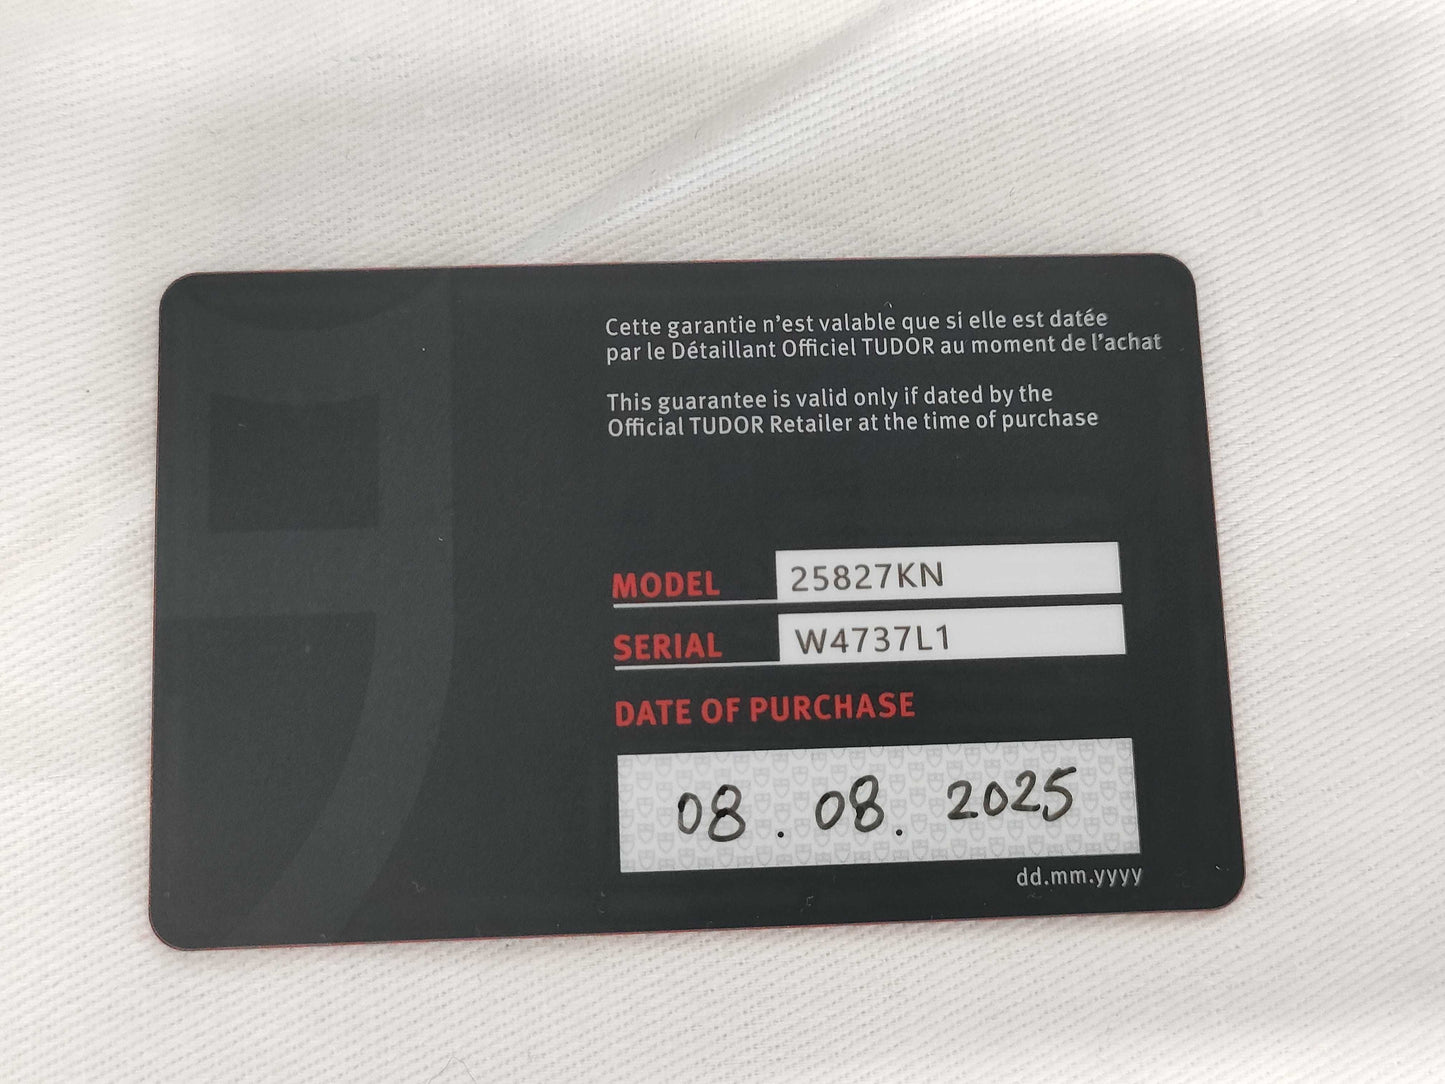 Cette garantie n'est valable que si elle est datée
par le Détaillant Officiel TUDOR au moment de l'achat
This guarantee is valid only if dated by the
Official TUDOR Retailer at the time of purchase
MODEL 25827KN
SERIAL W4737L1
DATE OF PURCHASE
08.08.2025
dd.mm.yyyy